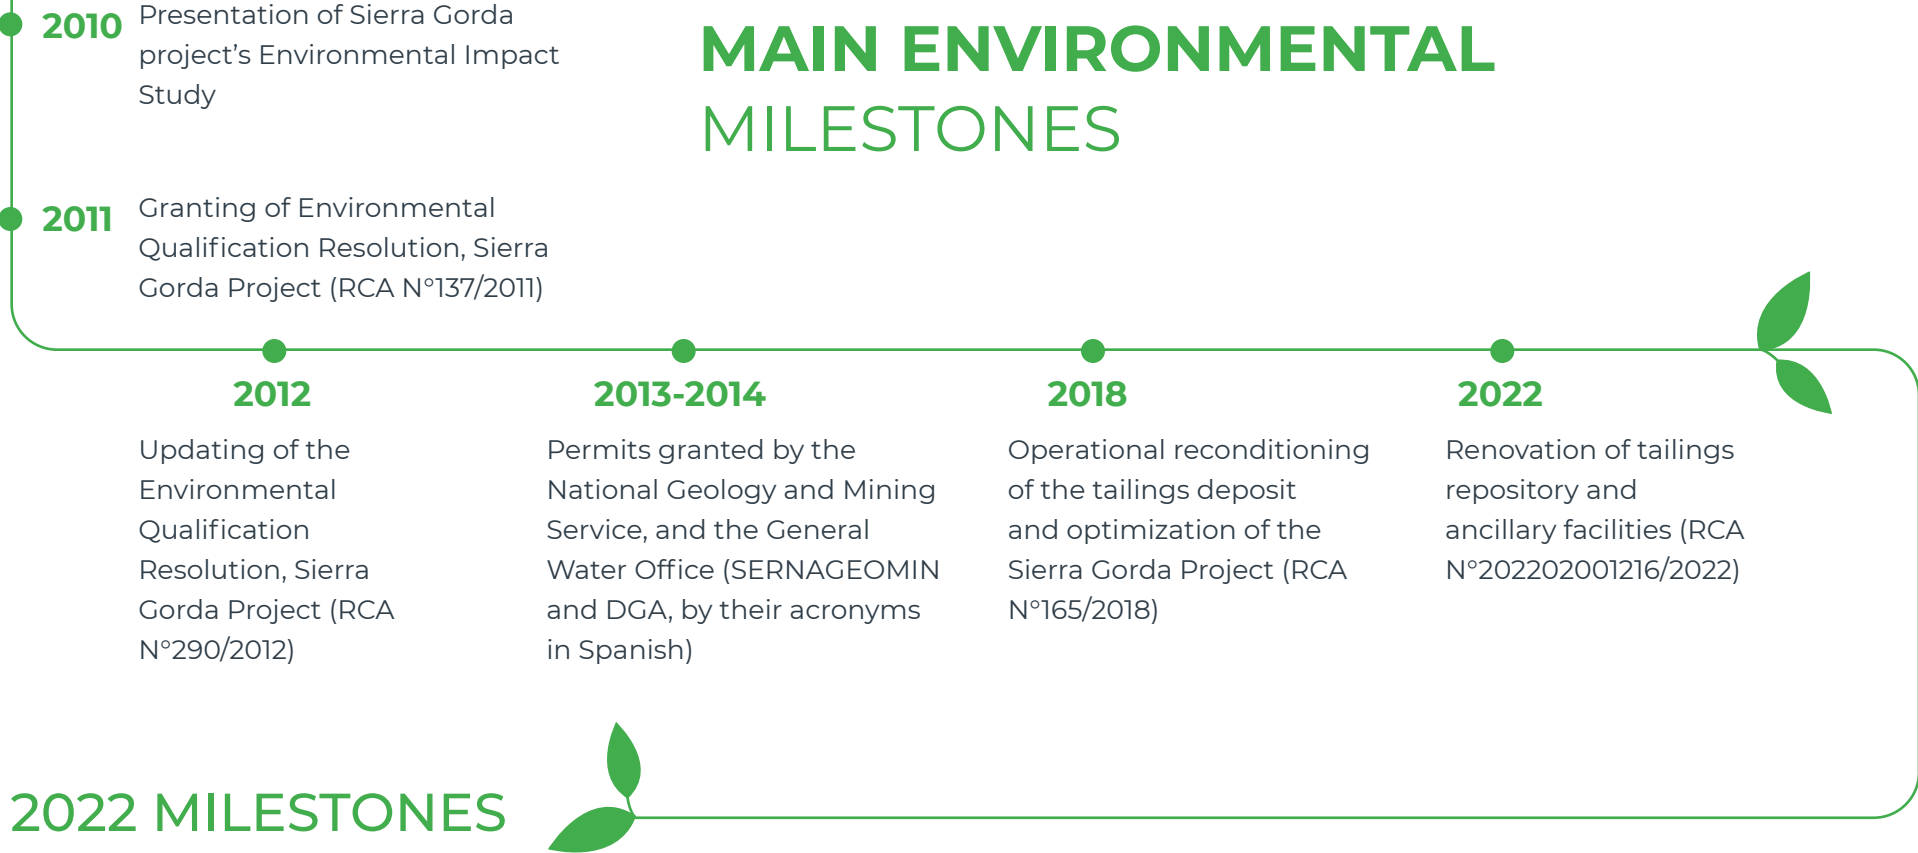 MAIN ENVIRONMENTAL
MILESTONES
2010
Presentation of Sierra Gorda
project’s Environmental Impact
Study
2011
Granting of Environmental
Qualification Resolution, Sierra
Gorda Project (RCA N°137/2011)
2012
Updating of the
Environmental
Qualification
Resolution, Sierra
Gorda Project (RCA
N°290/2012)
2013-2014
Permits granted by the
National Geology and Mining
Service, and the General
Water Office (SERNAGEOMIN
and DGA, by their acronyms
in Spanish)
2018
Operational reconditioning
of the tailings deposit
and optimization of the
Sierra Gorda Project (RCA
N°165/2018)
2022
Renovation of tailings
repository and
ancillary facilities (RCA
N°202202001216/2022)
2022 MILESTONES